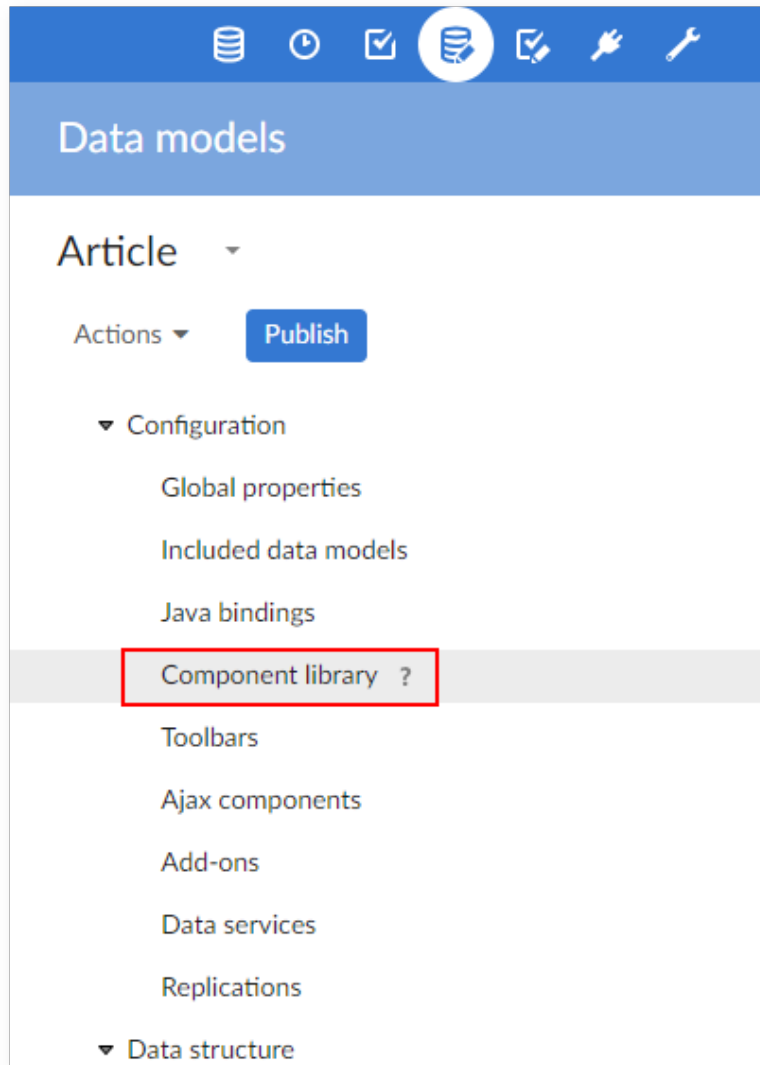 Data models
Article
Actions Publish
Configuration
Global properties
Included data models
Java bindings
Component library ?
Toolbars
Ajax components
Add-ons
Data services
Replications
Data structure